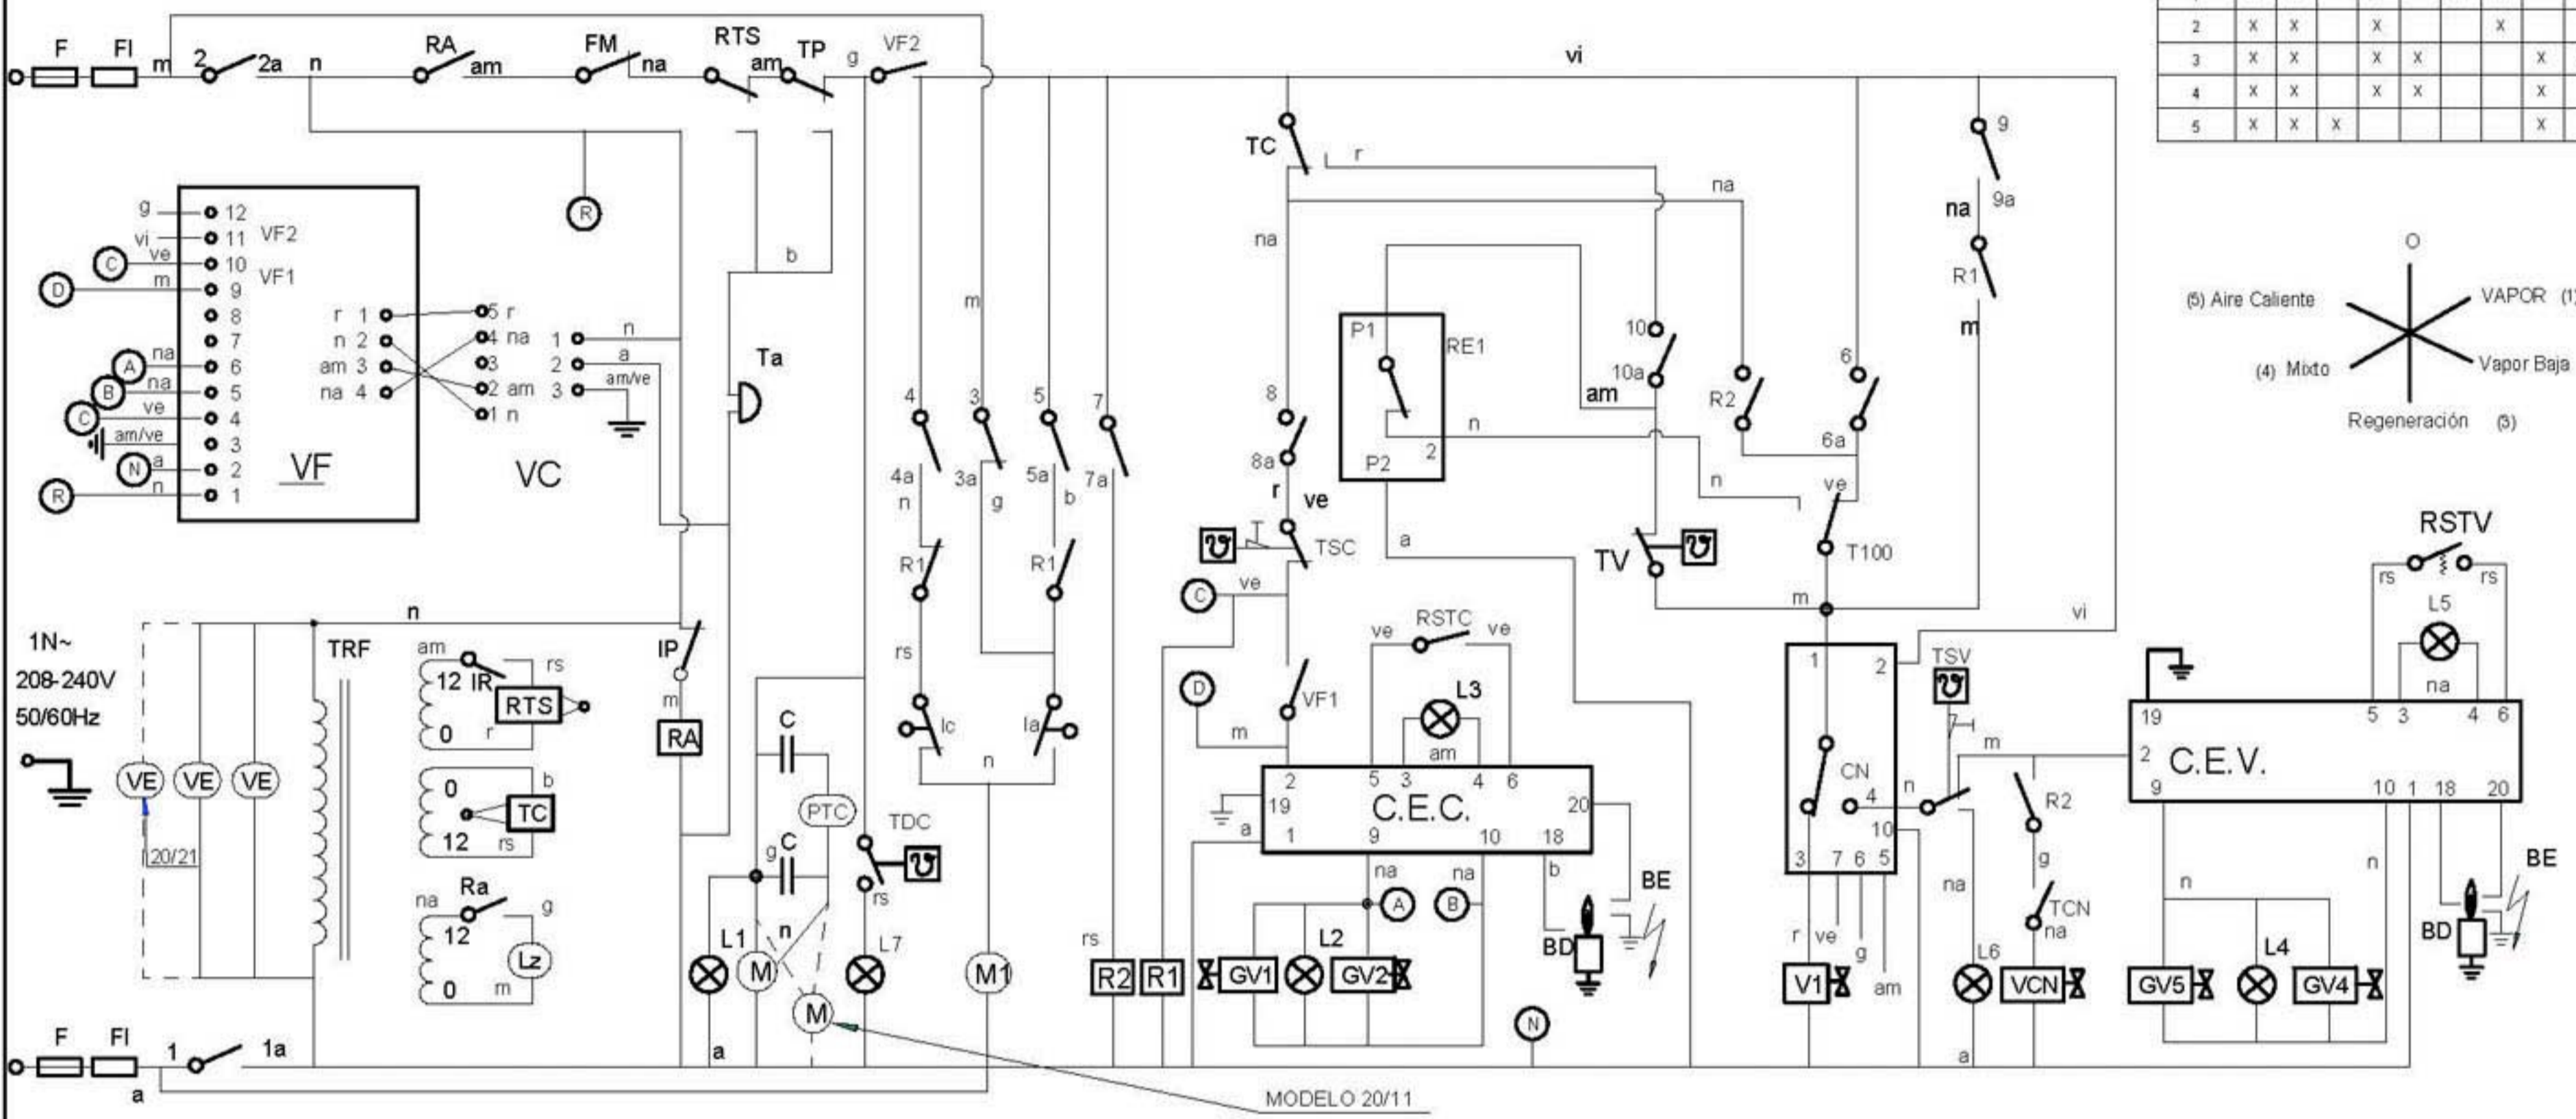 F FI m 2 2a n RA am FM na RTS am TP g VF2 vi
2 X X X X
3 X X X X X
4 X X X X X
5 X X X X
TC r na 9 9a na R1 m
R
g 12
vi 11 VF2
C ve 10
D m 9 VF1
8
7
A na 6
B na 5
C ve 4
am/ve 3
N a 2
R n 1
VF
r 1
n 2
am 3
na 4
5 r
4 na
3
2 am
1 n
VC
1 n
2 a
3 am/ve
b
Ta
m
na
O
(5) Aire Caliente
VAPOR (1
(4) Mixto
Vapor Baja
Regeneración (3)
P1 RE1
P2 2
n
am
a
10
10a
R2
6
6a
ve
n
T100
TV
m
4 3 5 7
4a 3a 5a 7a
n g b
R1 R1
rs
Ic Ia
n
8
8a
r ve
TSC
C ve
D m
VF1
RSTC
ve ve
L3
am
2 5 3 4 6
C.E.C.
19 20
a 1 9 10 18
na na b
A B
BE
BD
GV1 L2 GV2
N
1N~
208-240V
50/60Hz
n
TRF
VE VE VE
20/21
am 12 IR rs
RTS
0 r
0 b
TC
12 rs
Ra
na g
12
Lz
0 m
IP
m
RA
C
PTC
g C
TDC
rs
L1 n
M
L7
M
M1
rs
R2 R1
a
vi
1 2
CN
4
n
10
3 7 6 5
r ve g am
V1
TSV
m
R2
g
TCN
na
na
L6
VCN
a
RSTV
rs rs
L5
na
19 5 3 4 6
2 C.E.V.
9 10 1 18 20
n n
BE
BD
GV5 L4 GV4
F FI 1 1a
a
MODELO 20/11